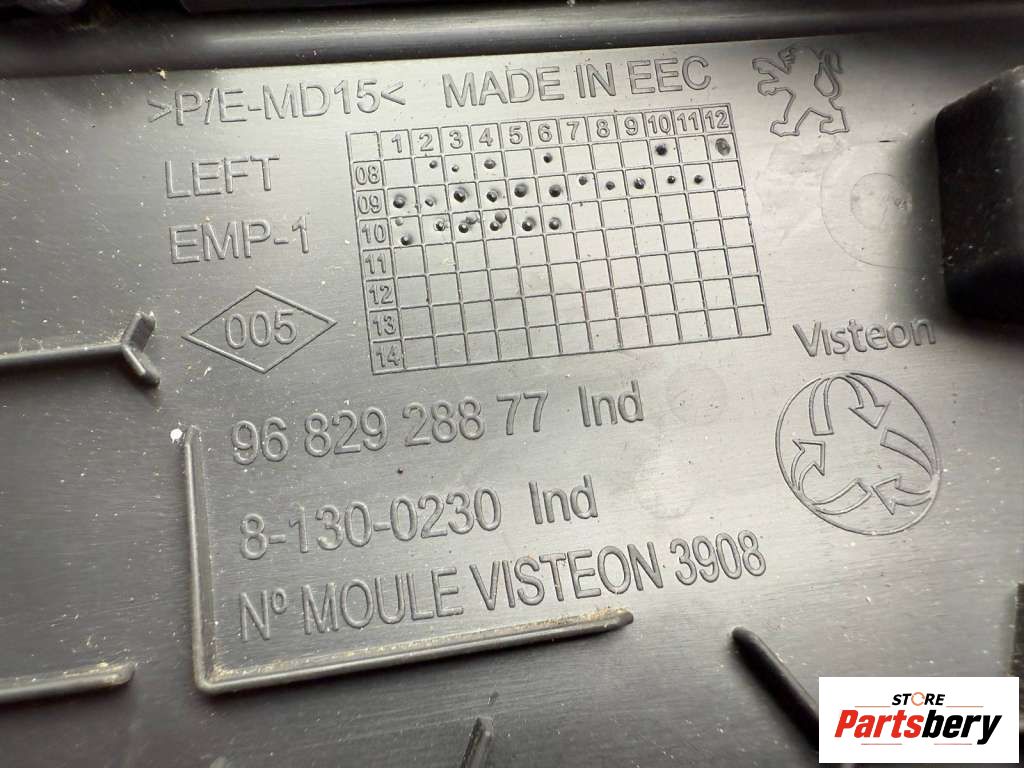 >P/E-MD15< MADE IN EEC
LEFT
EMP-1
1 2 3 4 5 6 7 8 9 10 11 12
08
09
10
11
12
13
14
005
Visteon
96 829 288 77 Ind
8-130-0230 Ind
Nº MOULE VISTEON 3908
STORE
Partsbery